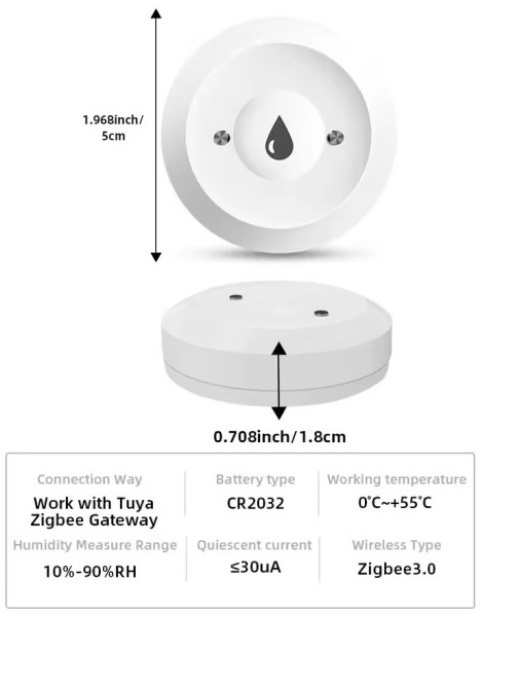 1.968inch/
5cm
0.708inch/1.8cm
Connection Way
Work with Tuya
Zigbee Gateway
Battery type
CR2032
Working temperature
0°C~+55°C
Humidity Measure Range
10%-90%RH
Quiescent current
≤30uA
Wireless Type
Zigbee3.0